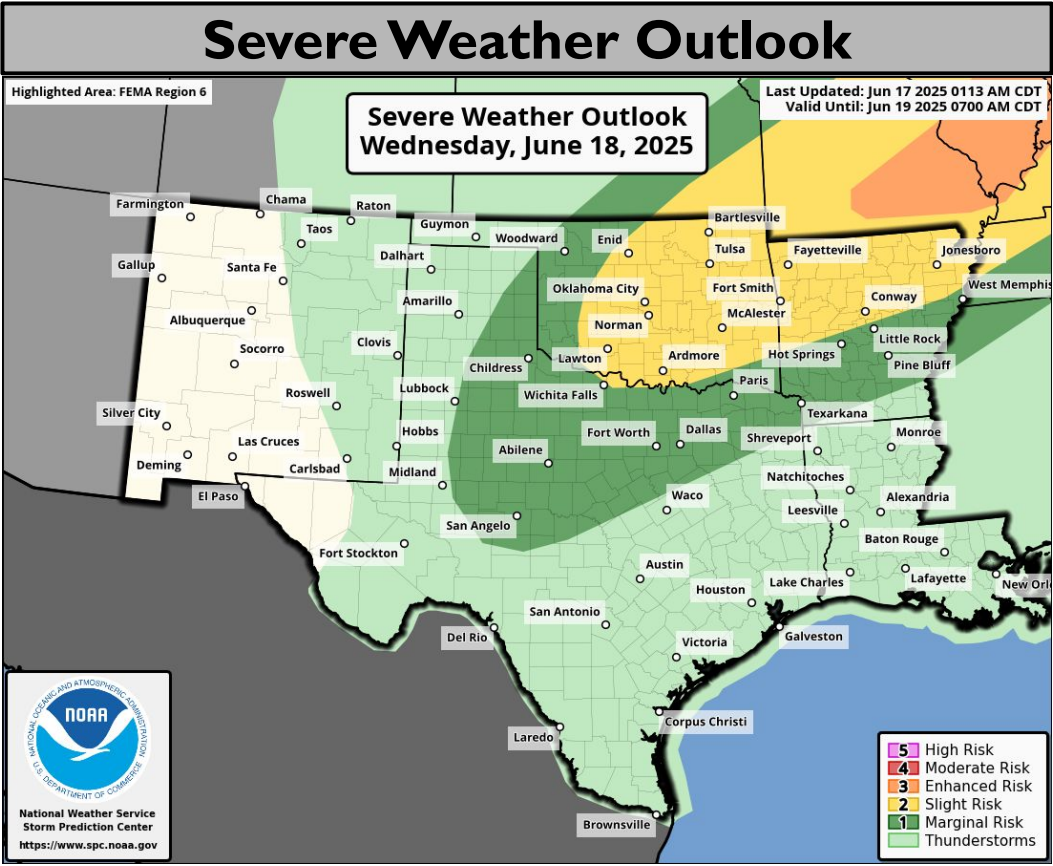 Severe Weather Outlook
Highlighted Area: FEMA Region 6
Last Updated: Jun 17 2025 0113 AM CDT
Valid Until: Jun 19 2025 0700 AM CDT
Severe Weather Outlook
Wednesday, June 18, 2025
Farmington
Chama
Raton
Taos
Guymon
Bartlesville
Woodward
Enid
Tulsa
Fayetteville
Jonesboro
Gallup
Santa Fe
Dalhart
Oklahoma City
Fort Smith
Conway
West Memphis
Albuquerque
Amarillo
Norman
McAlester
Little Rock
Socorro
Clovis
Childress
Lawton
Ardmore
Hot Springs
Pine Bluff
Roswell
Lubbock
Wichita Falls
Paris
Texarkana
Silver City
Las Cruces
Hobbs
Abilene
Fort Worth
Dallas
Shreveport
Monroe
Deming
Carlsbad
Midland
Natchitoches
El Paso
San Angelo
Waco
Leesville
Alexandria
Fort Stockton
Baton Rouge
Austin
Houston
Lake Charles
Lafayette
New Orl
San Antonio
Del Rio
Victoria
Galveston
Laredo
Corpus Christi
Brownsville
NATIONAL OCEANIC AND ATMOSPHERIC ADMINISTRATION
NOAA
U.S. DEPARTMENT OF COMMERCE
National Weather Service
Storm Prediction Center
https://www.spc.noaa.gov
5 High Risk
4 Moderate Risk
3 Enhanced Risk
2 Slight Risk
1 Marginal Risk
Thunderstorms